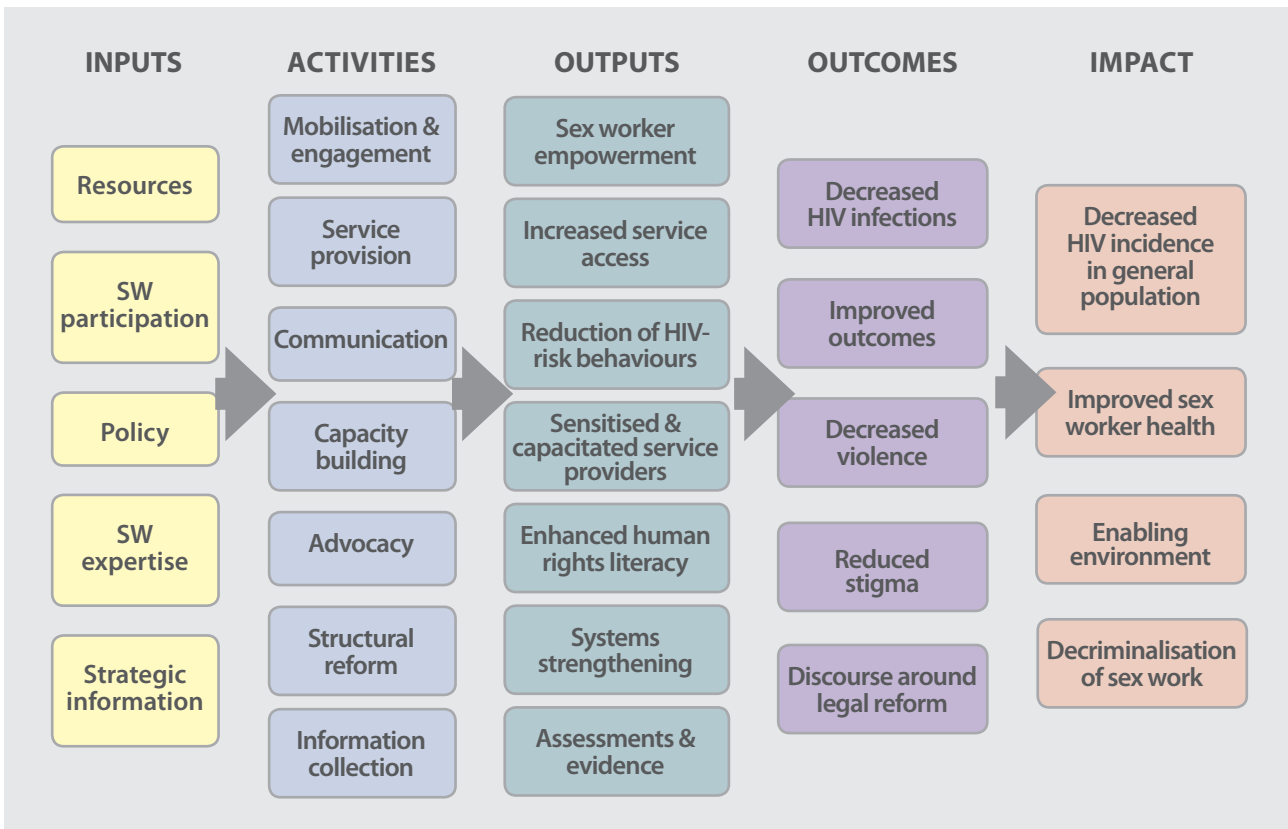 INPUTS
ACTIVITIES
OUTPUTS
OUTCOMES
IMPACT
Resources
SW
participation
Policy
SW
expertise
Strategic
information
Mobilisation &
engagement
Service
provision
Communication
Capacity
building
Advocacy
Structural
reform
Information
collection
Sex worker
empowerment
Increased service
access
Reduction of HIV-
risk behaviours
Sensitised &
capacitated service
providers
Enhanced human
rights literacy
Systems
strengthening
Assessments &
evidence
Decreased
HIV infections
Improved
outcomes
Decreased
violence
Reduced
stigma
Discourse around
legal reform
Decreased
HIV incidence
in general
population
Improved sex
worker health
Enabling
environment
Decriminalisation
of sex work